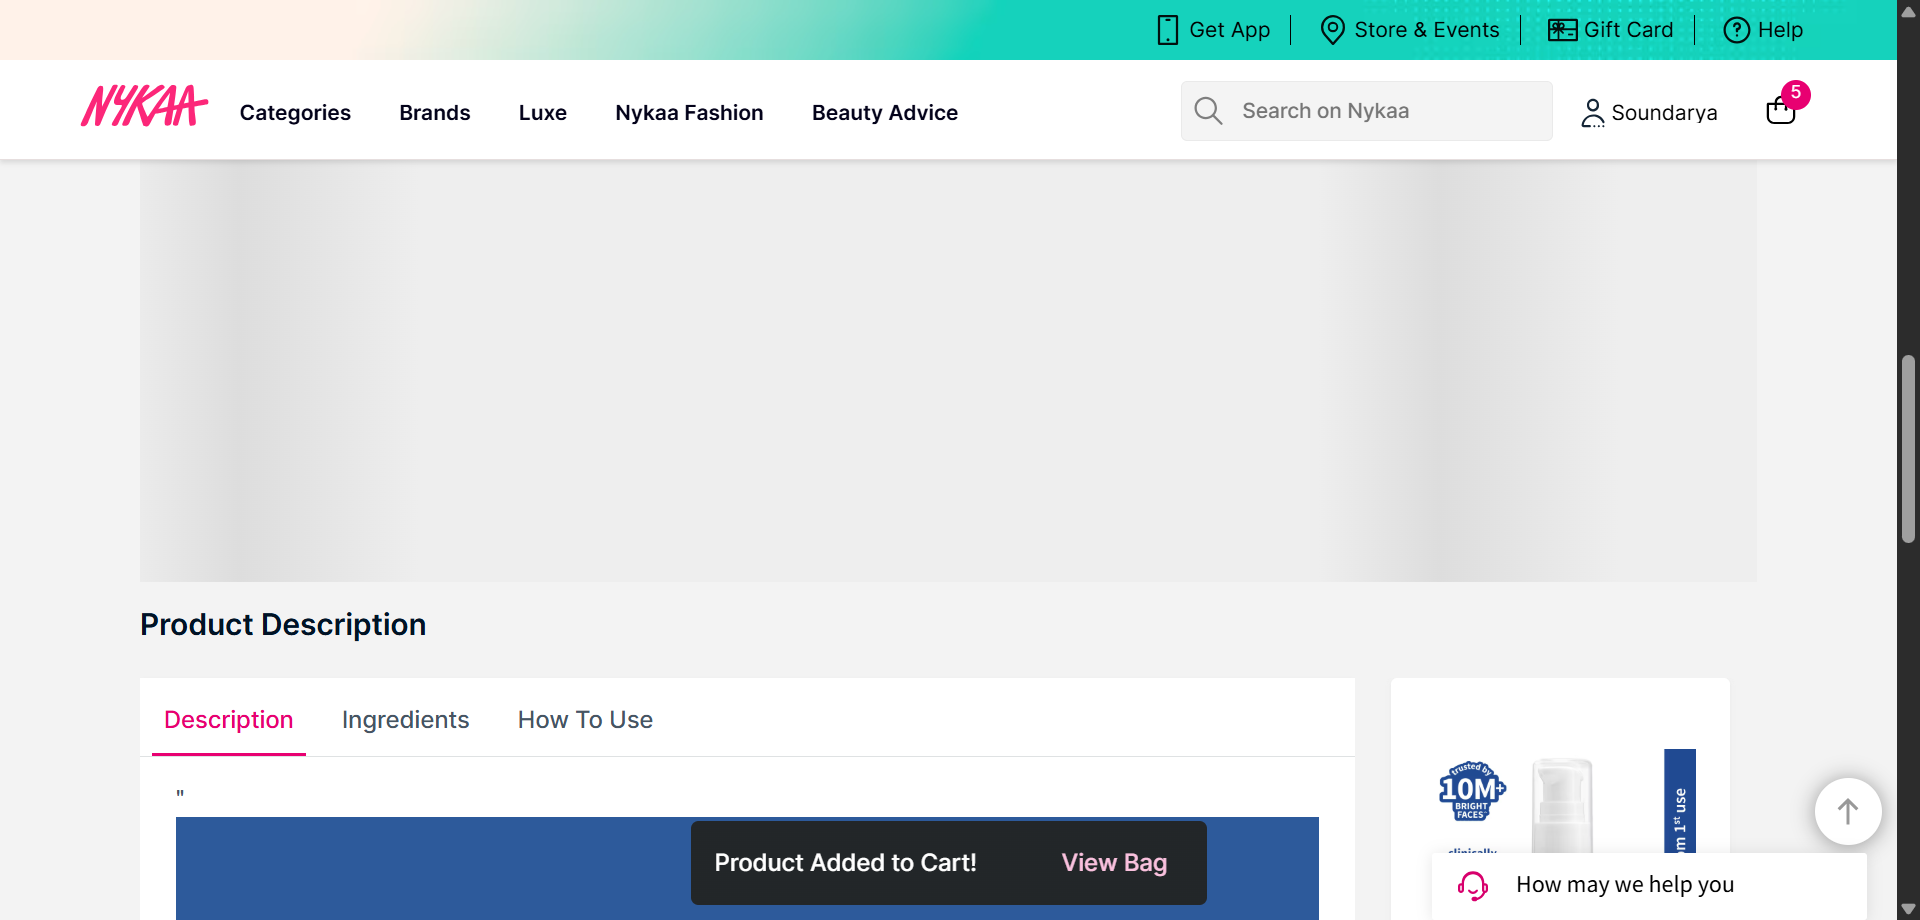 Get App
Store & Events
Gift Card
Help
NYKAA
Categories
Brands
Luxe
Nykaa Fashion
Beauty Advice
Search on Nykaa
Soundarya
5
Product Description
Description
Ingredients
How To Use
"
trusted by
10M+
BRIGHT
FACES
clinically
om 1st use
Product Added to Cart!
View Bag
How may we help you